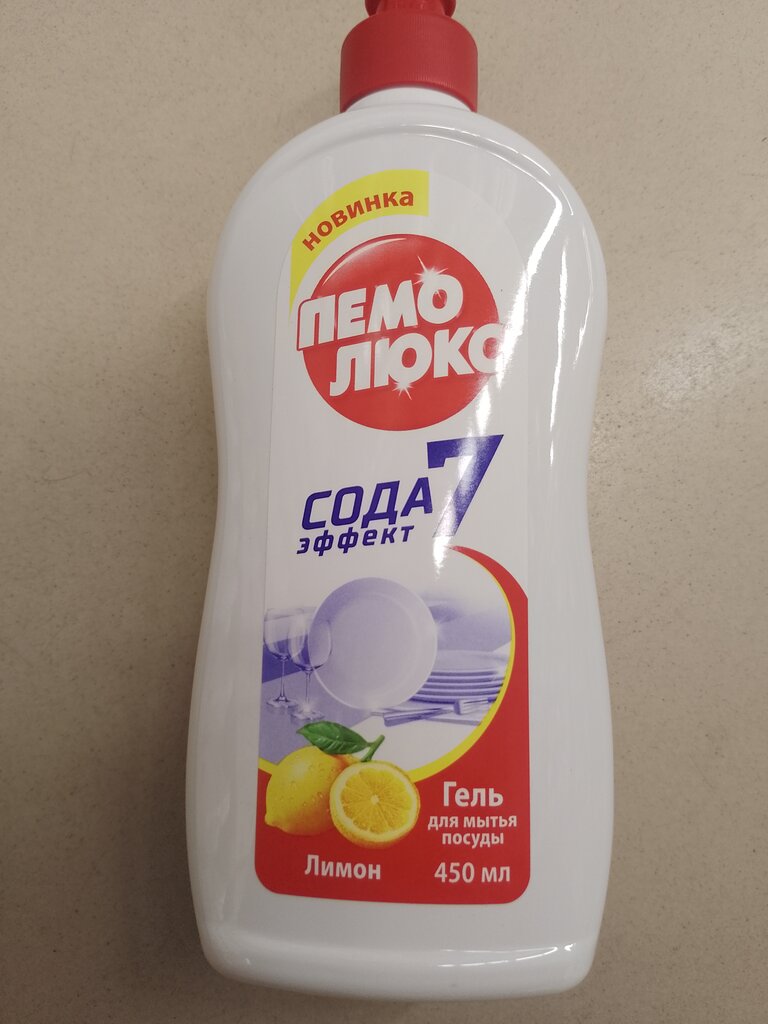 новинка
ПЕМО
ЛЮКС
СОДА 7
эффект
Гель
для мытья
посуды
Лимон
450 мл